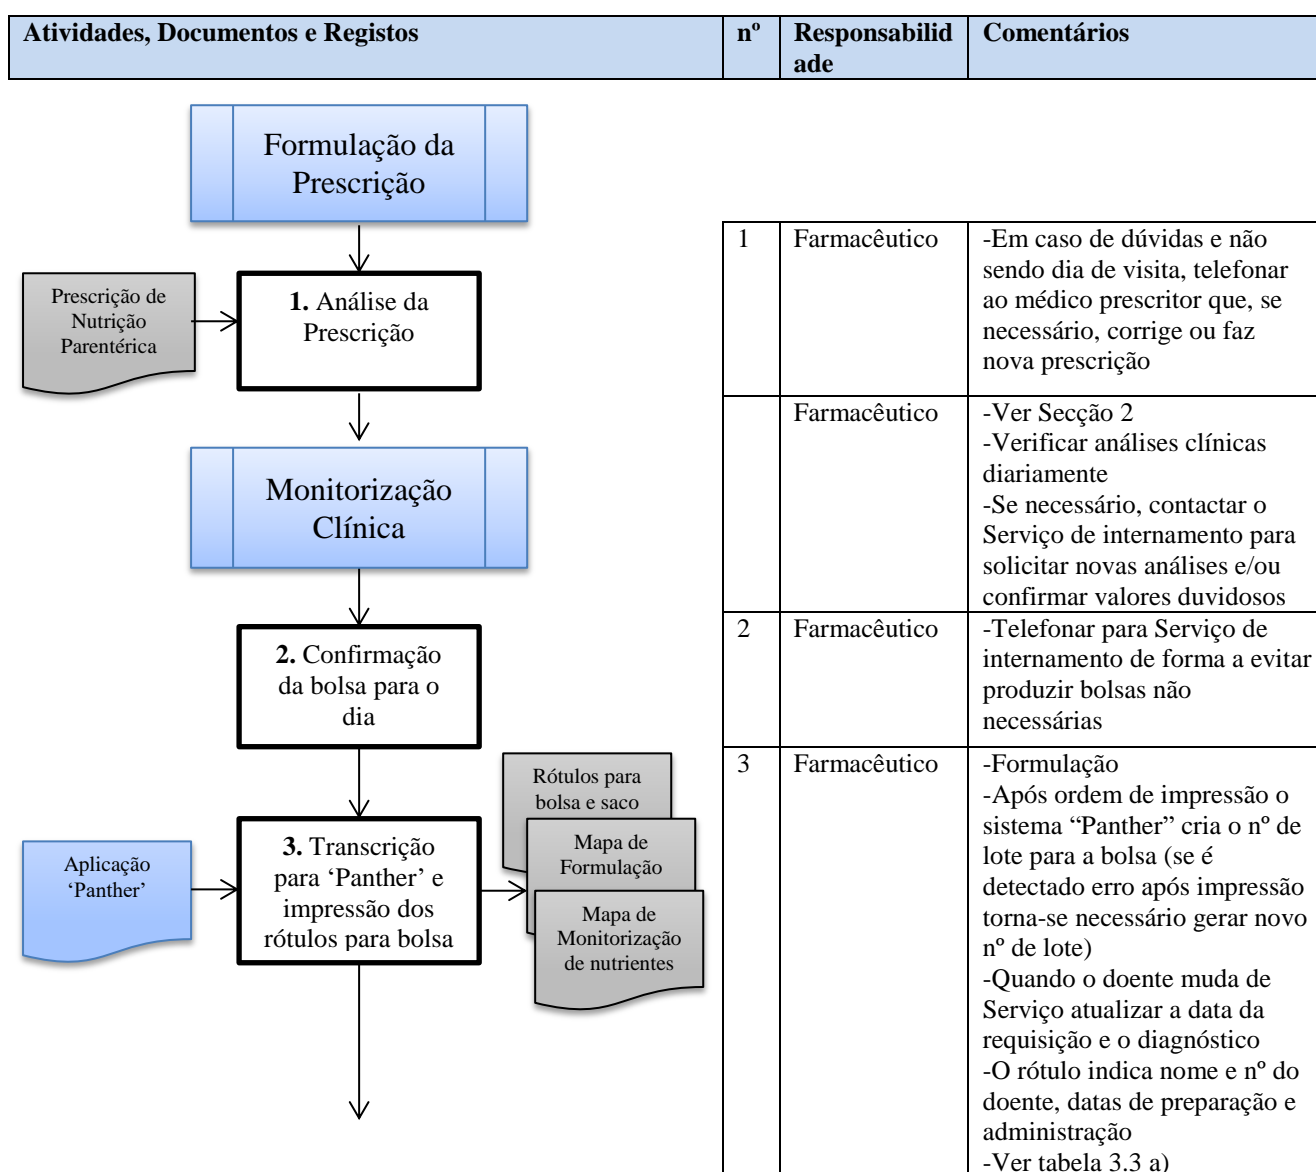 Atividades, Documentos e Registos
nº
Responsabilid
ade
Comentários
Formulação da
Prescrição
Prescrição de
Nutrição
Parentérica
1. Análise da
Prescrição
Monitorização
Clínica
2. Confirmação
da bolsa para o
dia
Aplicação
‘Panther’
3. Transcrição
para ‘Panther’ e
impressão dos
rótulos para bolsa
Rótulos para
bolsa e saco
Mapa de
Formulação
Mapa de
Monitorização
de nutrientes
1
Farmacêutico
-Em caso de dúvidas e não
sendo dia de visita, telefonar
ao médico prescritor que, se
necessário, corrige ou faz
nova prescrição
Farmacêutico
-Ver Secção 2
-Verificar análises clínicas
diariamente
-Se necessário, contactar o
Serviço de internamento para
solicitar novas análises e/ou
confirmar valores duvidosos
2
Farmacêutico
-Telefonar para Serviço de
internamento de forma a evitar
produzir bolsas não
necessárias
3
Farmacêutico
-Formulação
-Após ordem de impressão o
sistema “Panther” cria o nº de
lote para a bolsa (se é
detectado erro após impressão
torna-se necessário gerar novo
nº de lote)
-Quando o doente muda de
Serviço atualizar a data da
requisição e o diagnóstico
-O rótulo indica nome e nº do
doente, datas de preparação e
administração
-Ver tabela 3.3 a)